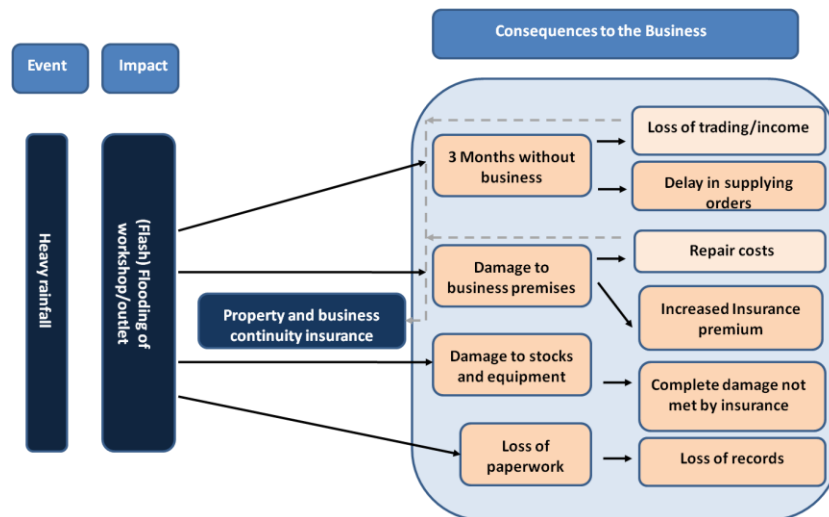 Consequences to the Business
Event
Impact
Heavy rainfall
(Flash) Flooding of
workshop/outlet
Property and business
continuity insurance
3 Months without
business
Loss of trading/income
Delay in supplying
orders
Damage to
business premises
Repair costs
Increased Insurance
premium
Damage to stocks
and equipment
Complete damage not
met by insurance
Loss of
paperwork
Loss of records